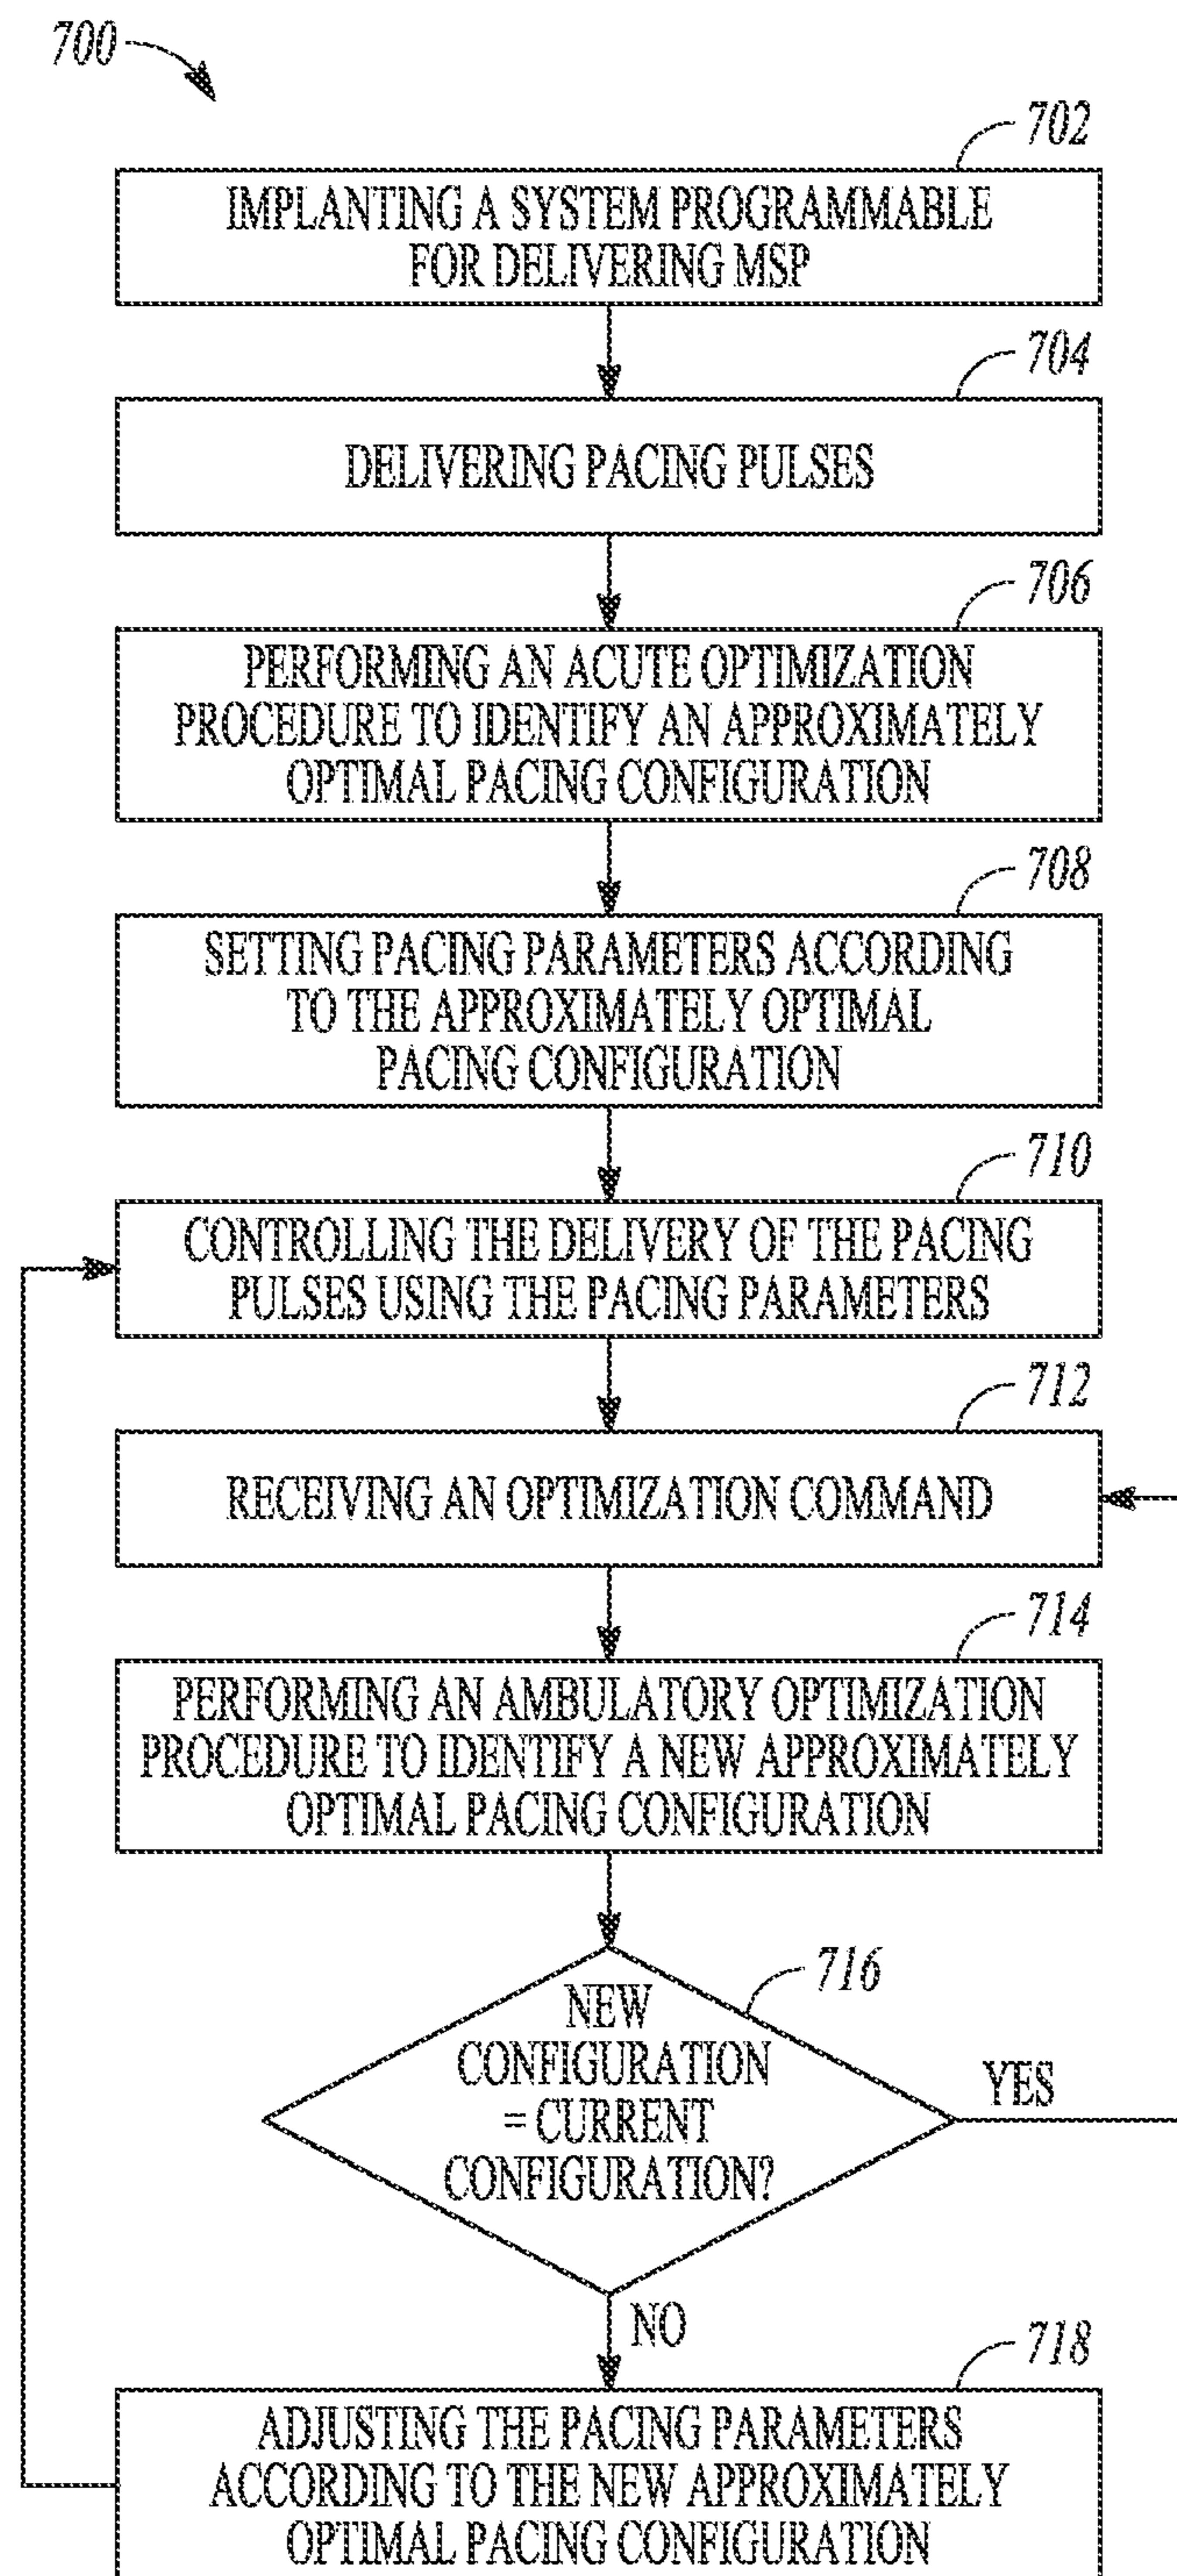 700
702
IMPLANTING A SYSTEM PROGRAMMABLE
FOR DELIVERING MSP
704
DELIVERING PACING PULSES
706
PERFORMING AN ACUTE OPTIMIZATION
PROCEDURE TO IDENTIFY AN APPROXIMATELY
OPTIMAL PACING CONFIGURATION
708
SETTING PACING PARAMETERS ACCORDING
TO THE APPROXIMATELY OPTIMAL
PACING CONFIGURATION
710
CONTROLLING THE DELIVERY OF THE PACING
PULSES USING THE PACING PARAMETERS
712
RECEIVING AN OPTIMIZATION COMMAND
714
PERFORMING AN AMBULATORY OPTIMIZATION
PROCEDURE TO IDENTIFY A NEW APPROXIMATELY
OPTIMAL PACING CONFIGURATION
716
NEW
CONFIGURATION
= CURRENT
CONFIGURATION?
YES
NO
718
ADJUSTING THE PACING PARAMETERS
ACCORDING TO THE NEW APPROXIMATELY
OPTIMAL PACING CONFIGURATION